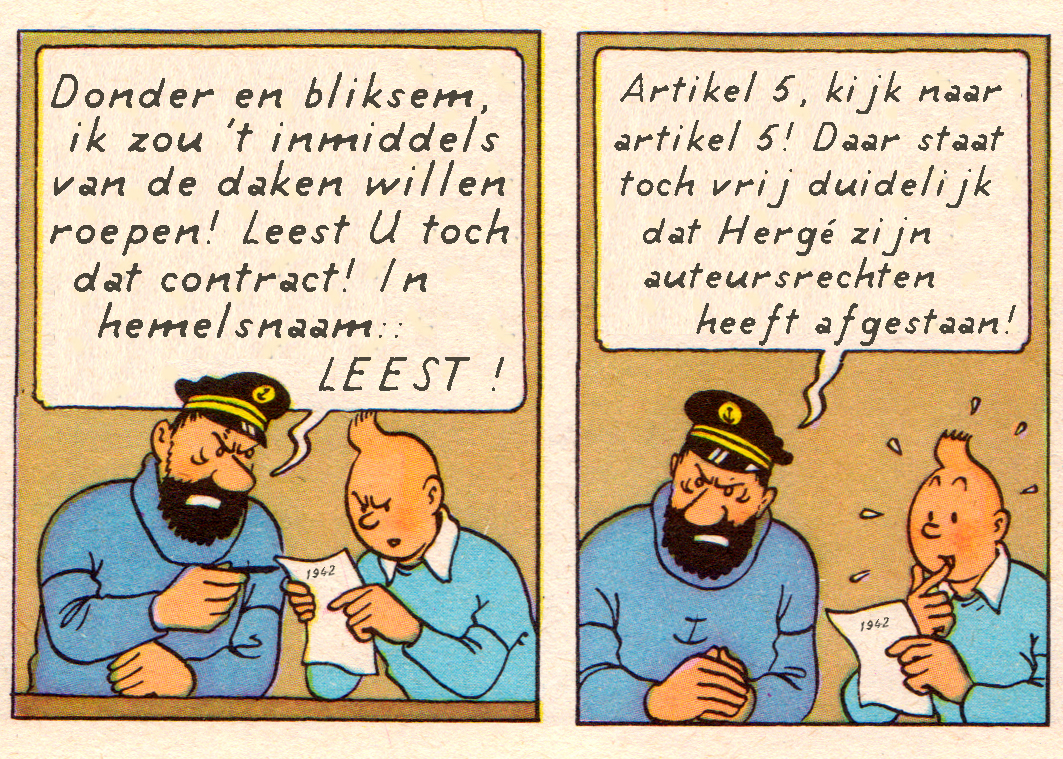 Donder en bliksem,
ik zou 't inmiddels
van de daken willen
roepen! Leest U toch
dat contract! In
hemelsnaam::
LEEST !
1942
Artikel 5, kijk naar
artikel 5! Daar staat
toch vrij duidelijk
dat Hergé zijn
auteursrechten
heeft afgestaan!
1942